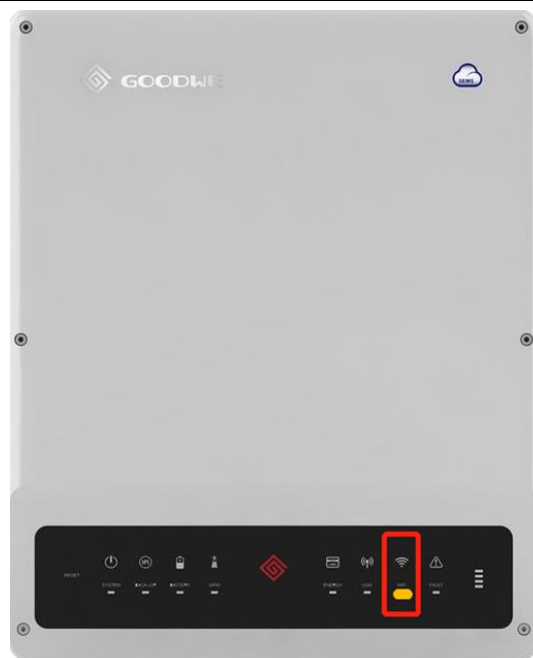 GOODWE
SEMS
RESET
SYSTEM BACK-UP BATTERY GRID
ENERGY COM WiFi FAULT